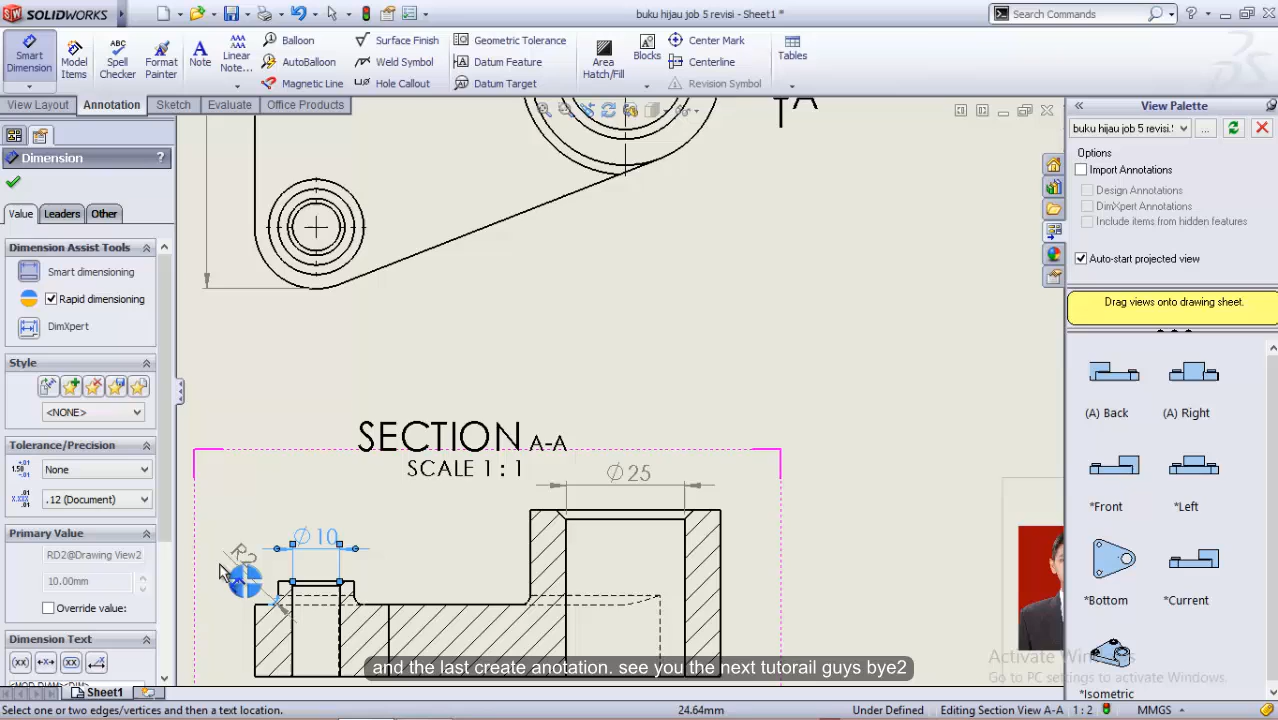 SOLIDWORKS
buku hijau job 5 revisi - Sheet1 *
Search Commands
Smart Dimension
Mode Items
Spell Checker
Format Painter
Note
Linear Note...
Balloon
AutoBalloon
Magnetic Line
Surface Finish
Weld Symbol
Hole Callout
Geometric Tolerance
Datum Feature
Datum Target
Area Hatch/Fill
Blocks
Center Mark
Centerline
Revision Symbol
Tables
View Layout
Annotation
Sketch
Evaluate
Office Products
Dimension
?
Value
Leaders
Other
Dimension Assist Tools
Smart dimensioning
Rapid dimensioning
DimXpert
Style
<NONE>
Tolerance/Precision
None
.12 (Document)
Primary Value
RD2@Drawing View2
10.00mm
Override value:
Dimension Text
A
SECTION A-A
SCALE 1 : 1
∅25
∅10
R2
View Palette
buku hijau job 5 revisi.
...
Options
Import Annotations
Design Annotations
DimXpert Annotations
Include items from hidden features
Auto-start projected view
Drag views onto drawing sheet.
(A) Back
(A) Right
*Front
*Left
*Bottom
*Current
*Isometric
Activate Windows
Go to PC settings to activate Windows.
and the last create anotation. see you the next tutorail guys bye2
Sheet1
Select one or two edges/vertices and then a text location.
24.64mm
Under Defined
Editing Section View A-A
1 : 2
MMGS